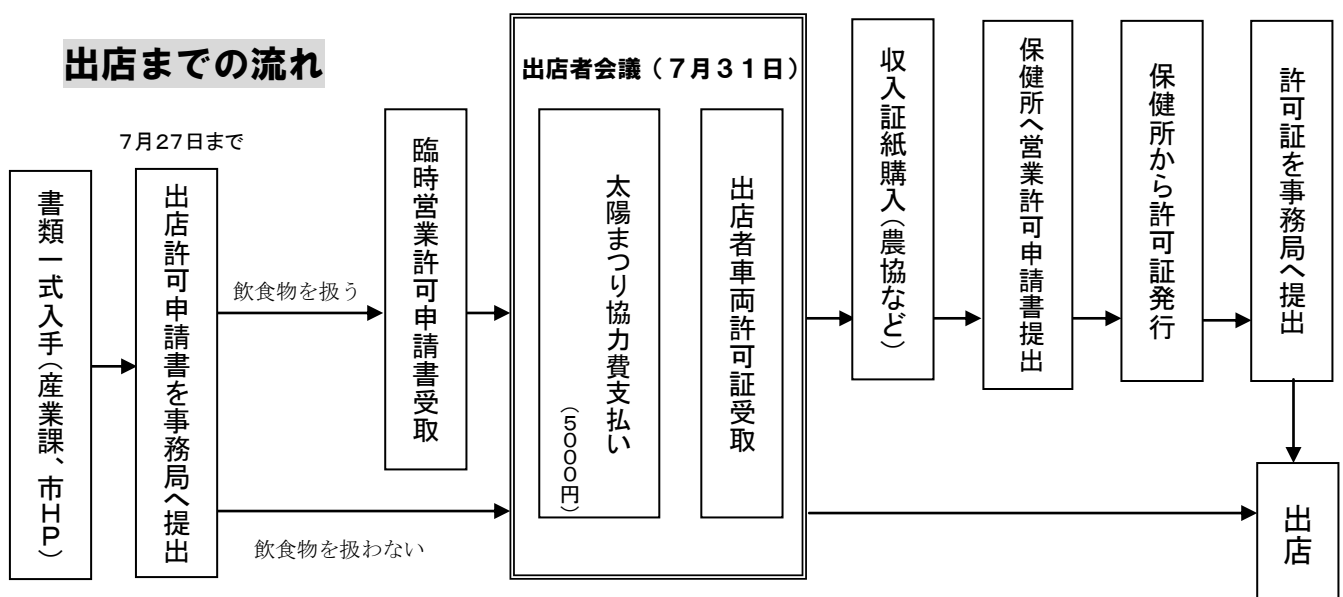 出店までの流れ
書類一式入手（産業課、市ＨＰ）
7月27日まで
出店許可申請書を事務局へ提出
飲食物を扱う
飲食物を扱わない
臨時営業許可申請書受取
出店者会議（７月３１日）
太陽まつり協力費支払い
（５０００円）
出店者車両許可証受取
収入証紙購入（農協など）
保健所へ営業許可申請書提出
保健所から許可証発行
許可証を事務局へ提出
出店